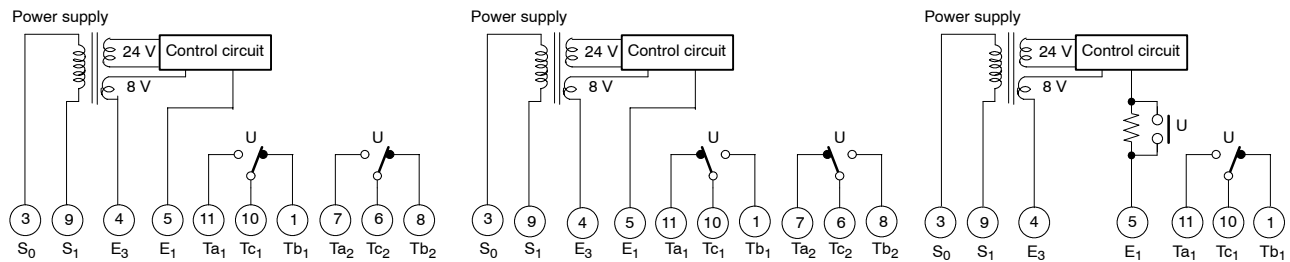 Power supply
24 V Control circuit
8 V
U U
3 9 4 5 11 10 1 7 6 8
S0 S1 E3 E1 Ta1 Tc1 Tb1 Ta2 Tc2 Tb2
Power supply
24 V Control circuit
8 V
U U
3 9 4 5 11 10 1 7 6 8
S0 S1 E3 E1 Ta1 Tc1 Tb1 Ta2 Tc2 Tb2
Power supply
24 V Control circuit
8 V
U
U
3 9 4 5 11 10 1
S0 S1 E3 E1 Ta1 Tc1 Tb1